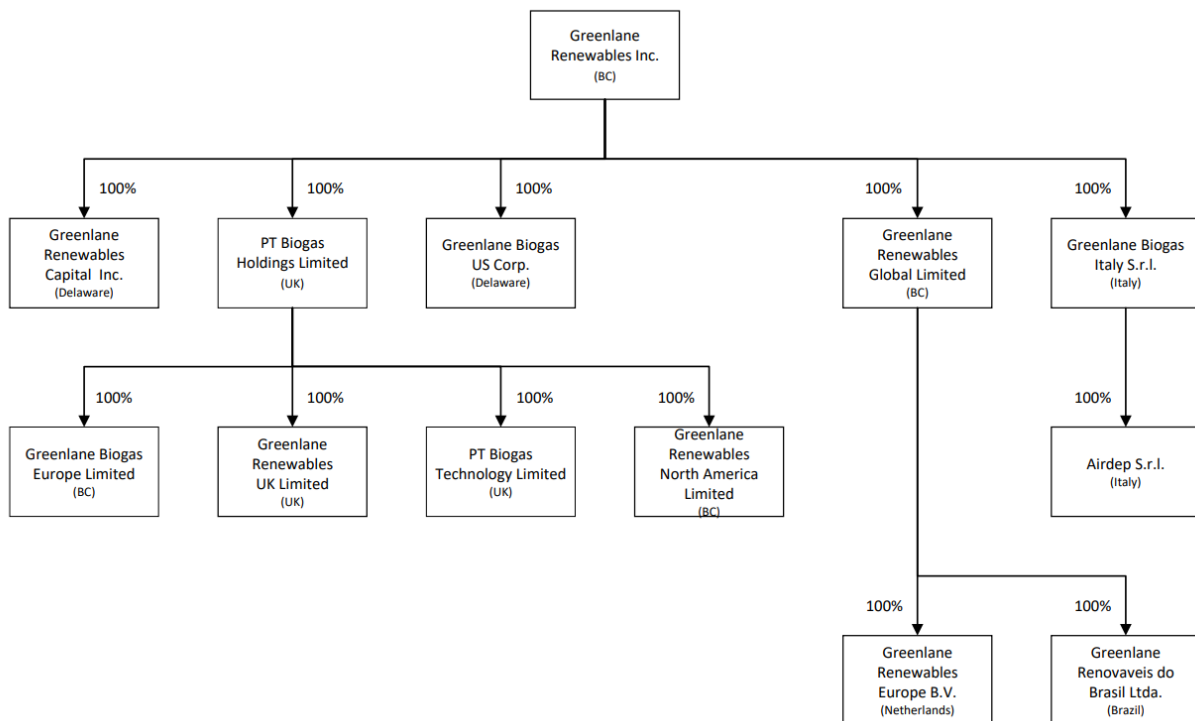 Greenlane
Renewables Inc.
(BC)
100%
100%
100%
100%
100%
Greenlane
Renewables
Capital Inc.
(Delaware)
PT Biogas
Holdings Limited
(UK)
Greenlane Biogas
US Corp.
(Delaware)
Greenlane
Renewables
Global Limited
(BC)
Greenlane Biogas
Italy S.r.l.
(Italy)
100%
100%
100%
100%
100%
Greenlane Biogas
Europe Limited
(BC)
Greenlane
Renewables
UK Limited
(UK)
PT Biogas
Technology Limited
(UK)
Greenlane
Renewables
North America
Limited
(BC)
Airdep S.r.l.
(Italy)
100%
100%
Greenlane
Renewables
Europe B.V.
(Netherlands)
Greenlane
Renovaveis do
Brasil Ltda.
(Brazil)